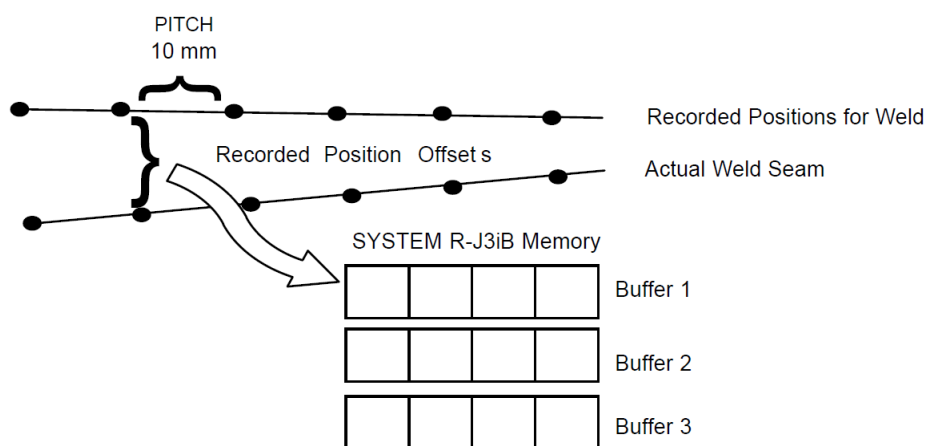 PITCH
10 mm
Recorded Positions for Weld
Recorded Position Offset s
Actual Weld Seam
SYSTEM R-J3iB Memory
Buffer 1
Buffer 2
Buffer 3